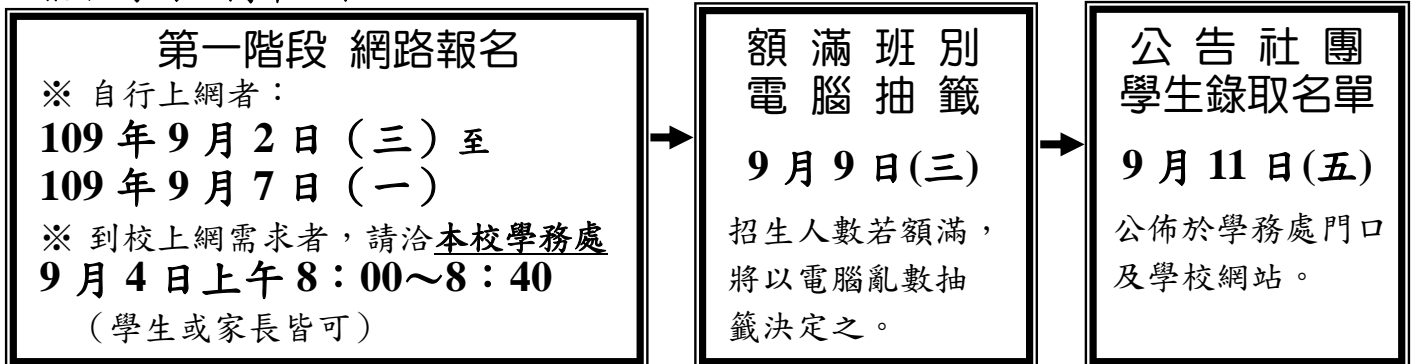 第一階段 網路報名
※ 自行上網者：
109 年 9 月 2 日（三）至
109 年 9 月 7 日（一）
※ 到校上網需求者，請洽本校學務處
9 月 4 日上午 8：00～8：40
（學生或家長皆可）
額 滿 班 別
電 腦 抽 籤
9 月 9 日(三)
招生人數若額滿，
將以電腦亂數抽
籤決定之。
公 告 社 團
學生錄取名單
9 月 11 日(五)
公佈於學務處門口
及學校網站。